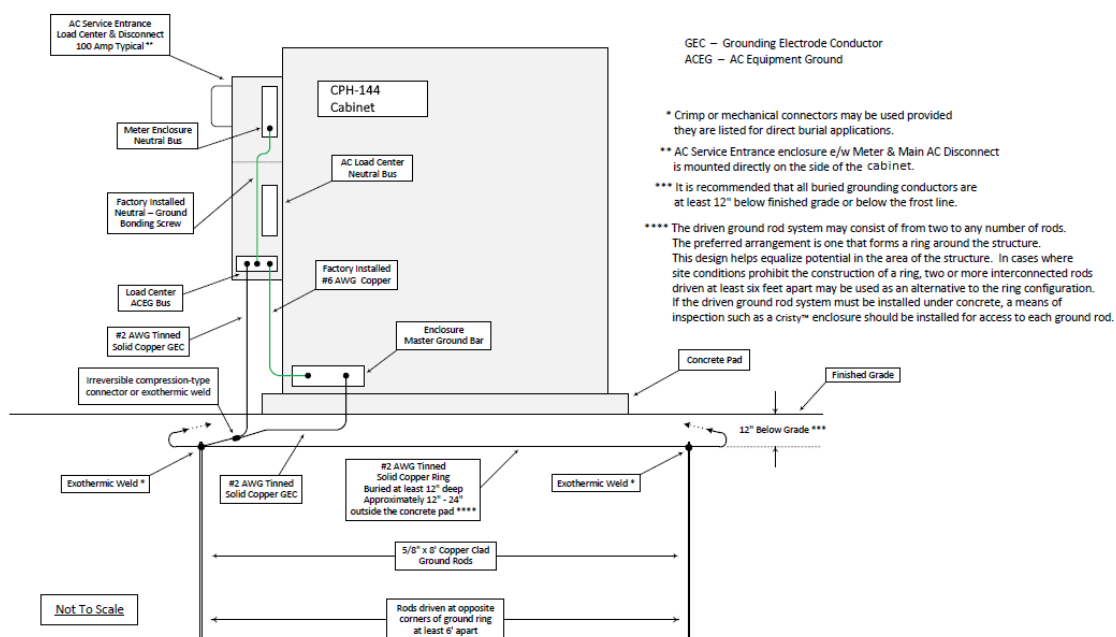 AC Service Entrance
Load Center & Disconnect
100 Amp Typical**
Meter Enclosure
Neutral Bus
Factory Installed
Neutral – Ground
Bonding Screw
Load Center
ACEG Bus
#2 AWG Tinned
Solid Copper GEC
Irreversible compression-type
connector or exothermic weld
Exothermic Weld *
#2 AWG Tinned
Solid Copper GEC
CPH-144
Cabinet
AC Load Center
Neutral Bus
Factory Installed
#6 AWG Copper
Enclosure
Master Ground Bar
Concrete Pad
Finished Grade
12" Below Grade ***
#2 AWG Tinned
Solid Copper Ring
Buried at least 12" deep
Approximately 12" - 24"
outside the concrete pad ****
Exothermic Weld *
5/8" x 8' Copper Clad
Ground Rods
Rods driven at opposite
corners of ground ring
at least 6' apart
Not To Scale
GEC – Grounding Electrode Conductor
ACEG – AC Equipment Ground
* Crimp or mechanical connectors may be used provided
they are listed for direct burial applications.
** AC Service Entrance enclosure e/w Meter & Main AC Disconnect
is mounted directly on the side of the cabinet.
*** It is recommended that all buried grounding conductors are
at least 12" below finished grade or below the frost line.
**** The driven ground rod system may consist of from two to any number of rods.
The preferred arrangement is one that forms a ring around the structure.
This design helps equalize potential in the area of the structure. In cases where
site conditions prohibit the construction of a ring, two or more interconnected rods
driven at least six feet apart may be used as an alternative to the ring configuration.
If the driven ground rod system must be installed under concrete, a means of
inspection such as a Cristy™ enclosure should be installed for access to each ground rod.